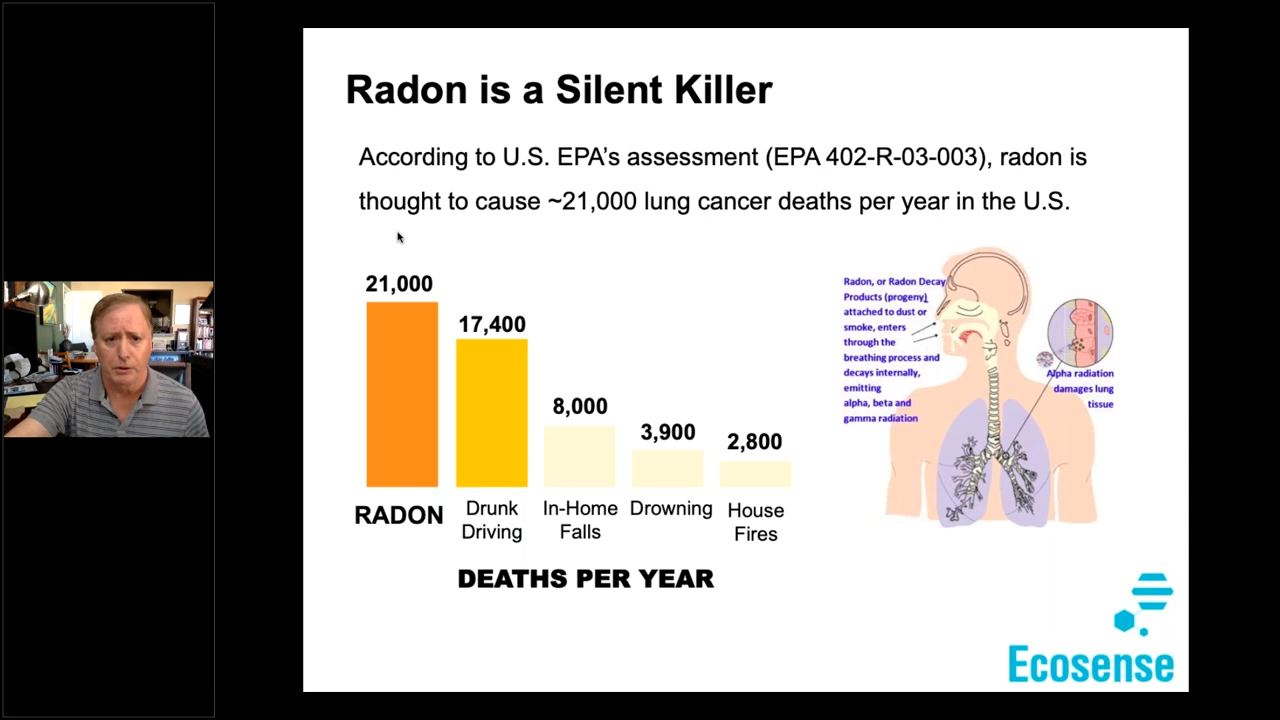 Radon is a Silent Killer
According to U.S. EPA's assessment (EPA 402-R-03-003), radon is
thought to cause ~21,000 lung cancer deaths per year in the U.S.
21,000
17,400
8,000
3,900
2,800
RADON
Drunk
Driving
In-Home
Falls
Drowning
House
Fires
DEATHS PER YEAR
Radon, or Radon Decay
Products (progeny)
attached to dust or
smoke, enters
through the
breathing process and
decays internally,
emitting
alpha, beta and
gamma radiation
Alpha radiation
damages lung
tissue
Ecosense